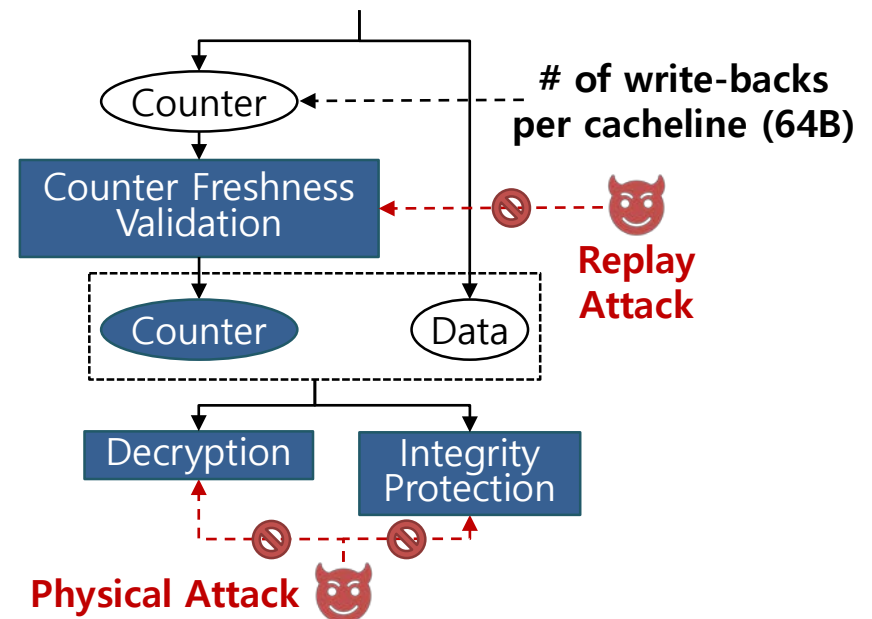 Counter
# of write-backs
per cacheline (64B)
Counter Freshness
Validation
Replay
Attack
Counter
Data
Decryption
Integrity
Protection
Physical Attack